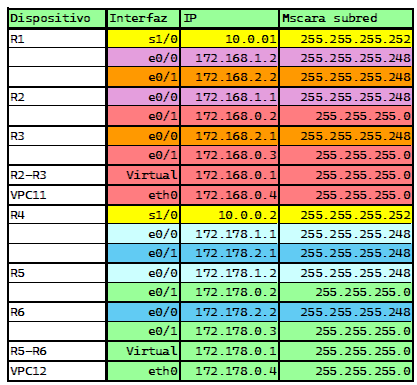 Dispositivo Interfaz IP Mscara subred
R1 s1/0 10.0.01 255.255.255.252
e0/0 172.168.1.2 255.255.255.248
e0/1 172.168.2.2 255.255.255.248
R2 e0/0 172.168.1.1 255.255.255.248
e0/1 172.168.0.2 255.255.255.0
R3 e0/0 172.168.2.1 255.255.255.248
e0/1 172.168.0.3 255.255.255.0
R2-R3 Virtual 172.168.0.1 255.255.255.0
VPC11 eth0 172.168.0.4 255.255.255.0
R4 s1/0 10.0.0.2 255.255.255.252
e0/0 172.178.1.1 255.255.255.248
e0/1 172.178.2.1 255.255.255.248
R5 e0/0 172.178.1.2 255.255.255.248
e0/1 172.178.0.2 255.255.255.0
R6 e0/0 172.178.2.2 255.255.255.248
e0/1 172.178.0.3 255.255.255.0
R5-R6 Virtual 172.178.0.1 255.255.255.0
VPC12 eth0 172.178.0.4 255.255.255.0